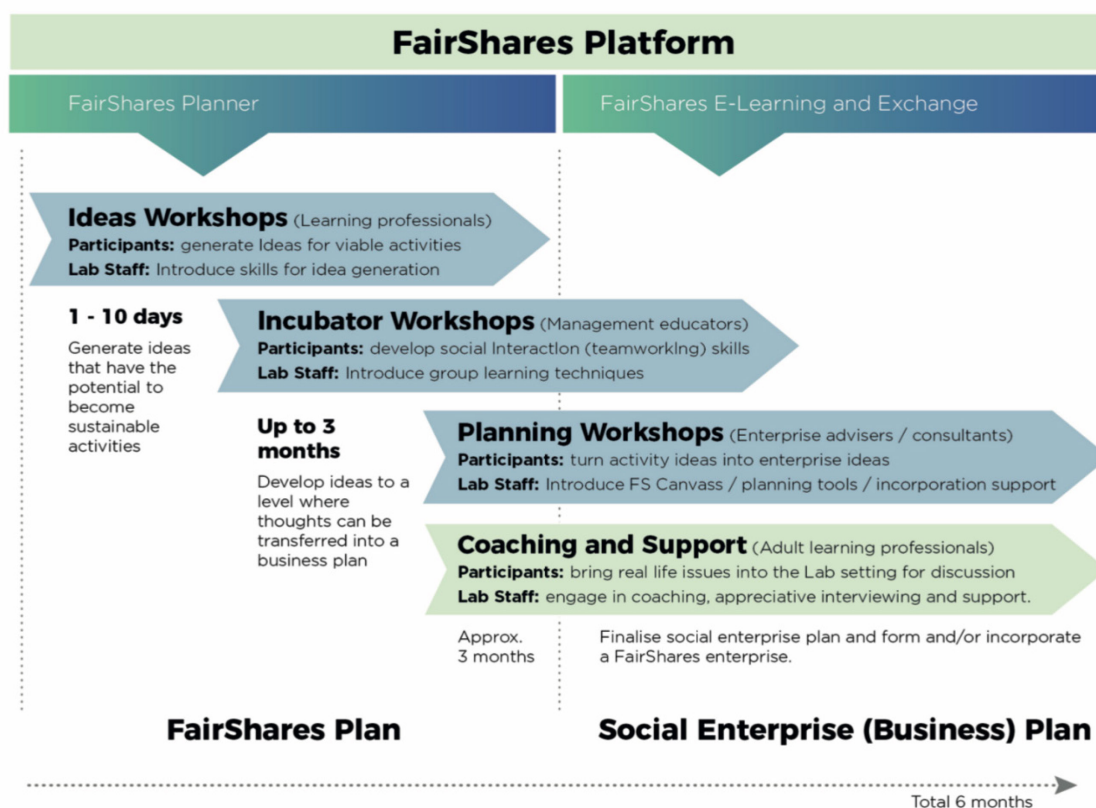 FairShares Platform
FairShares Planner
FairShares E-Learning and Exchange
Ideas Workshops (Learning professionals)
Participants: generate Ideas for viable activities
Lab Staff: Introduce skills for idea generation
1 - 10 days
Generate ideas
that have the
potential to
become
sustainable
activities
Incubator Workshops (Management educators)
Participants: develop social Interaction (teamworkIng) skills
Lab Staff: Introduce group learning techniques
Up to 3
months
Develop ideas to a
level where
thoughts can be
transferred into a
business plan
Planning Workshops (Enterprise advisers / consultants)
Participants: turn activity ideas into enterprise ideas
Lab Staff: Introduce FS Canvass / planning tools / incorporation support
Coaching and Support (Adult learning professionals)
Participants: bring real life issues into the Lab setting for discussion
Lab Staff: engage in coaching, appreciative interviewing and support.
Approx.
3 months
Finalise social enterprise plan and form and/or incorporate
a FairShares enterprise.
FairShares Plan
Social Enterprise (Business) Plan
Total 6 months